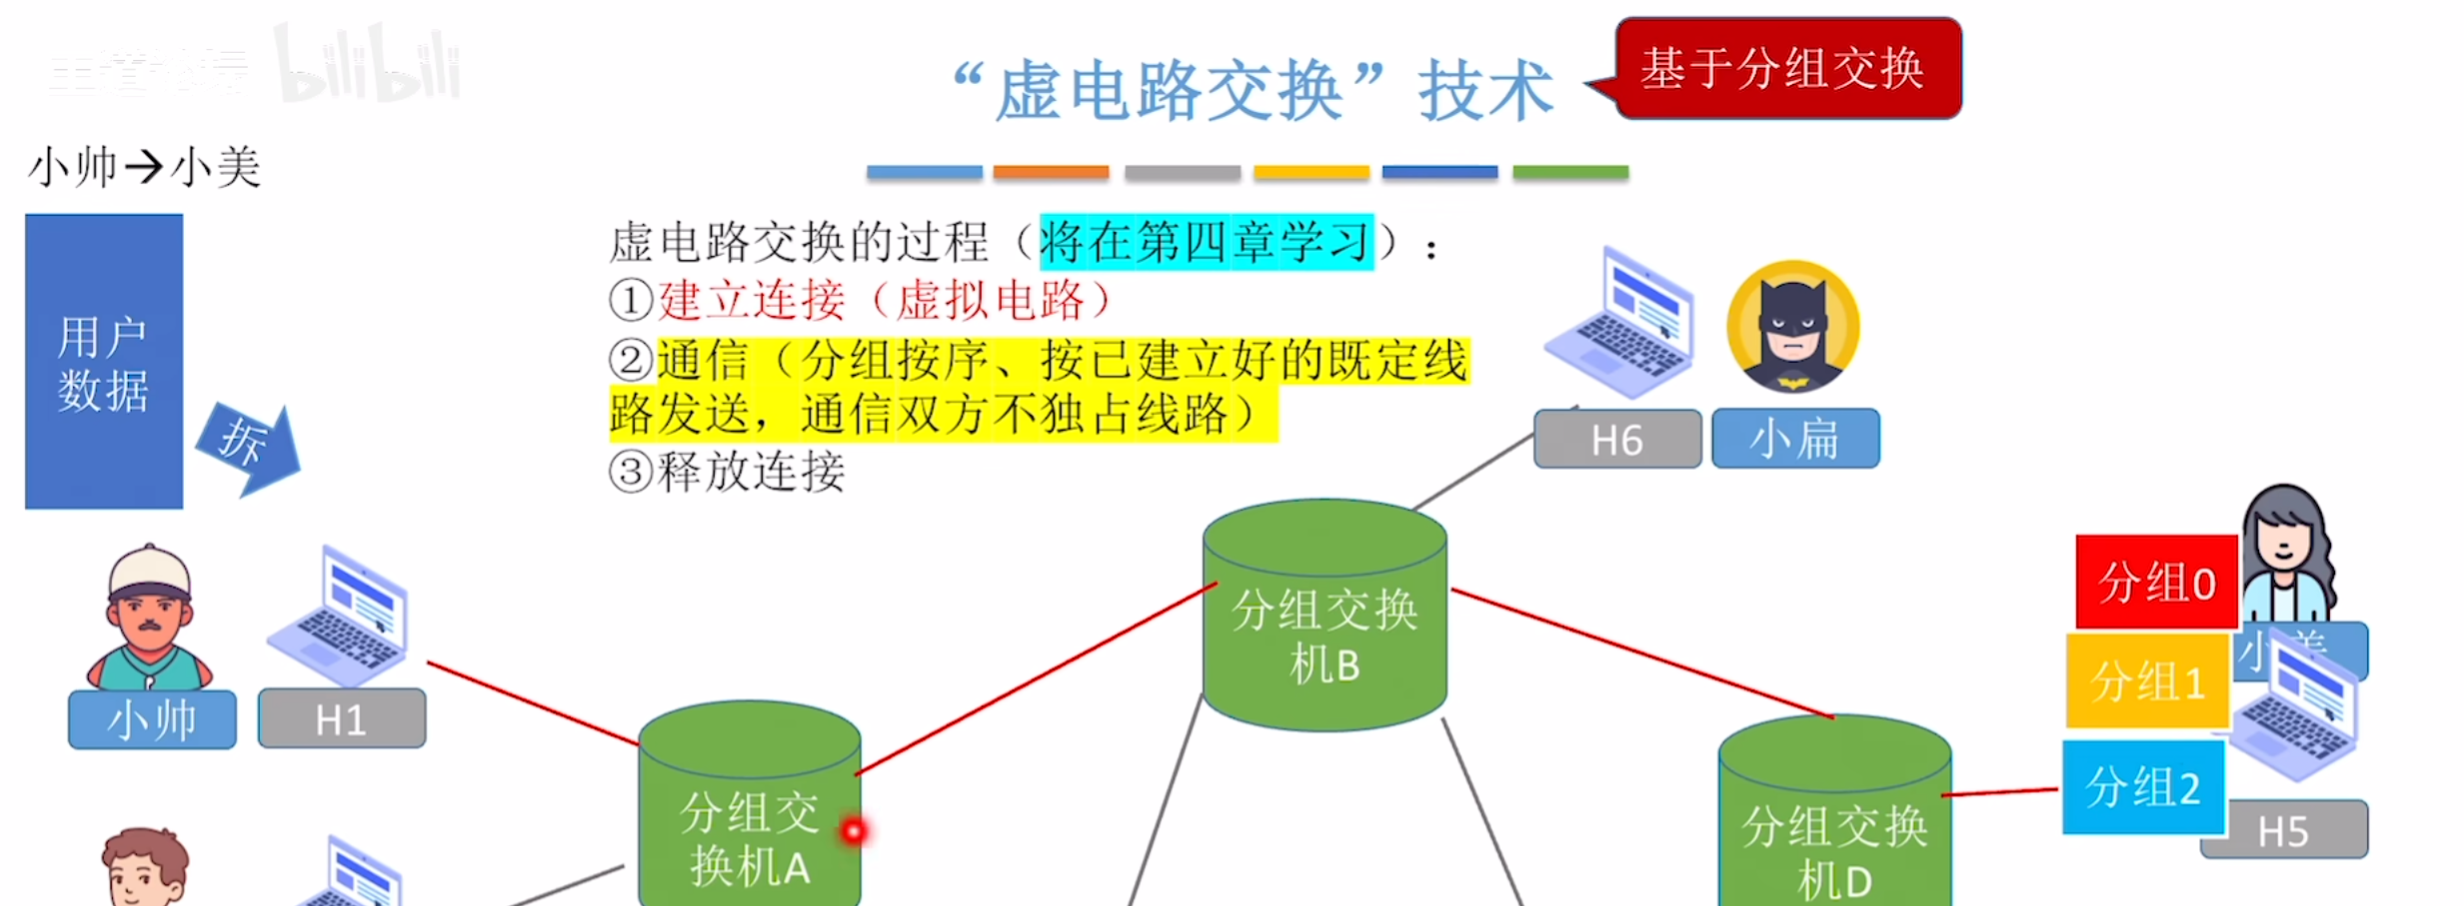 王道论坛 bilibili
“虚电路交换”技术
基于分组交换
小帅→小美
用户
数据
拆
虚电路交换的过程（将在第四章学习）：
①建立连接（虚拟电路）
②通信（分组按序、按已建立好的既定线
路发送，通信双方不独占线路）
③释放连接
H6
小扁
小帅
H1
分组交
换机A
分组交换
机B
分组交换
机D
分组0
分组1
分组2
小美
H5